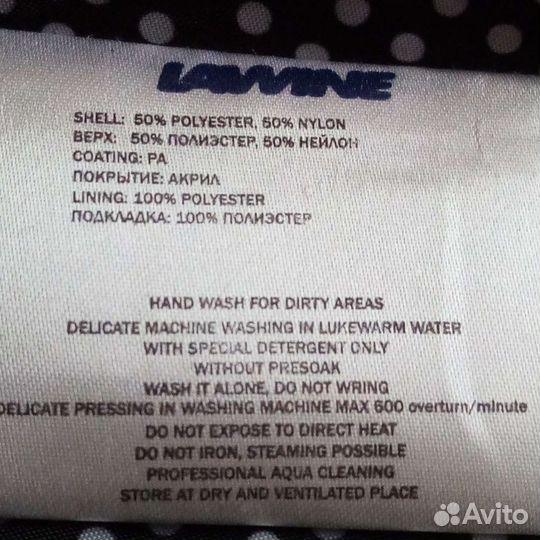 LAWINE
SHELL: 50% POLYESTER, 50% NYLON
ВЕРХ: 50% ПОЛИЭСТЕР, 50% НЕЙЛОН
COATING: PA
ПОКРЫТИЕ: АКРИЛ
LINING: 100% POLYESTER
ПОДКЛАДКА: 100% ПОЛИЭСТЕР
HAND WASH FOR DIRTY AREAS
DELICATE MACHINE WASHING IN LUKEWARM WATER
WITH SPECIAL DETERGENT ONLY
WITHOUT PRESOAK
WASH IT ALONE, DO NOT WRING
DELICATE PRESSING IN WASHING MACHINE MAX 600 overturn/minute
DO NOT EXPOSE TO DIRECT HEAT
DO NOT IRON, STEAMING POSSIBLE
PROFESSIONAL AQUA CLEANING
STORE AT DRY AND VENTILATED PLACE
Avito